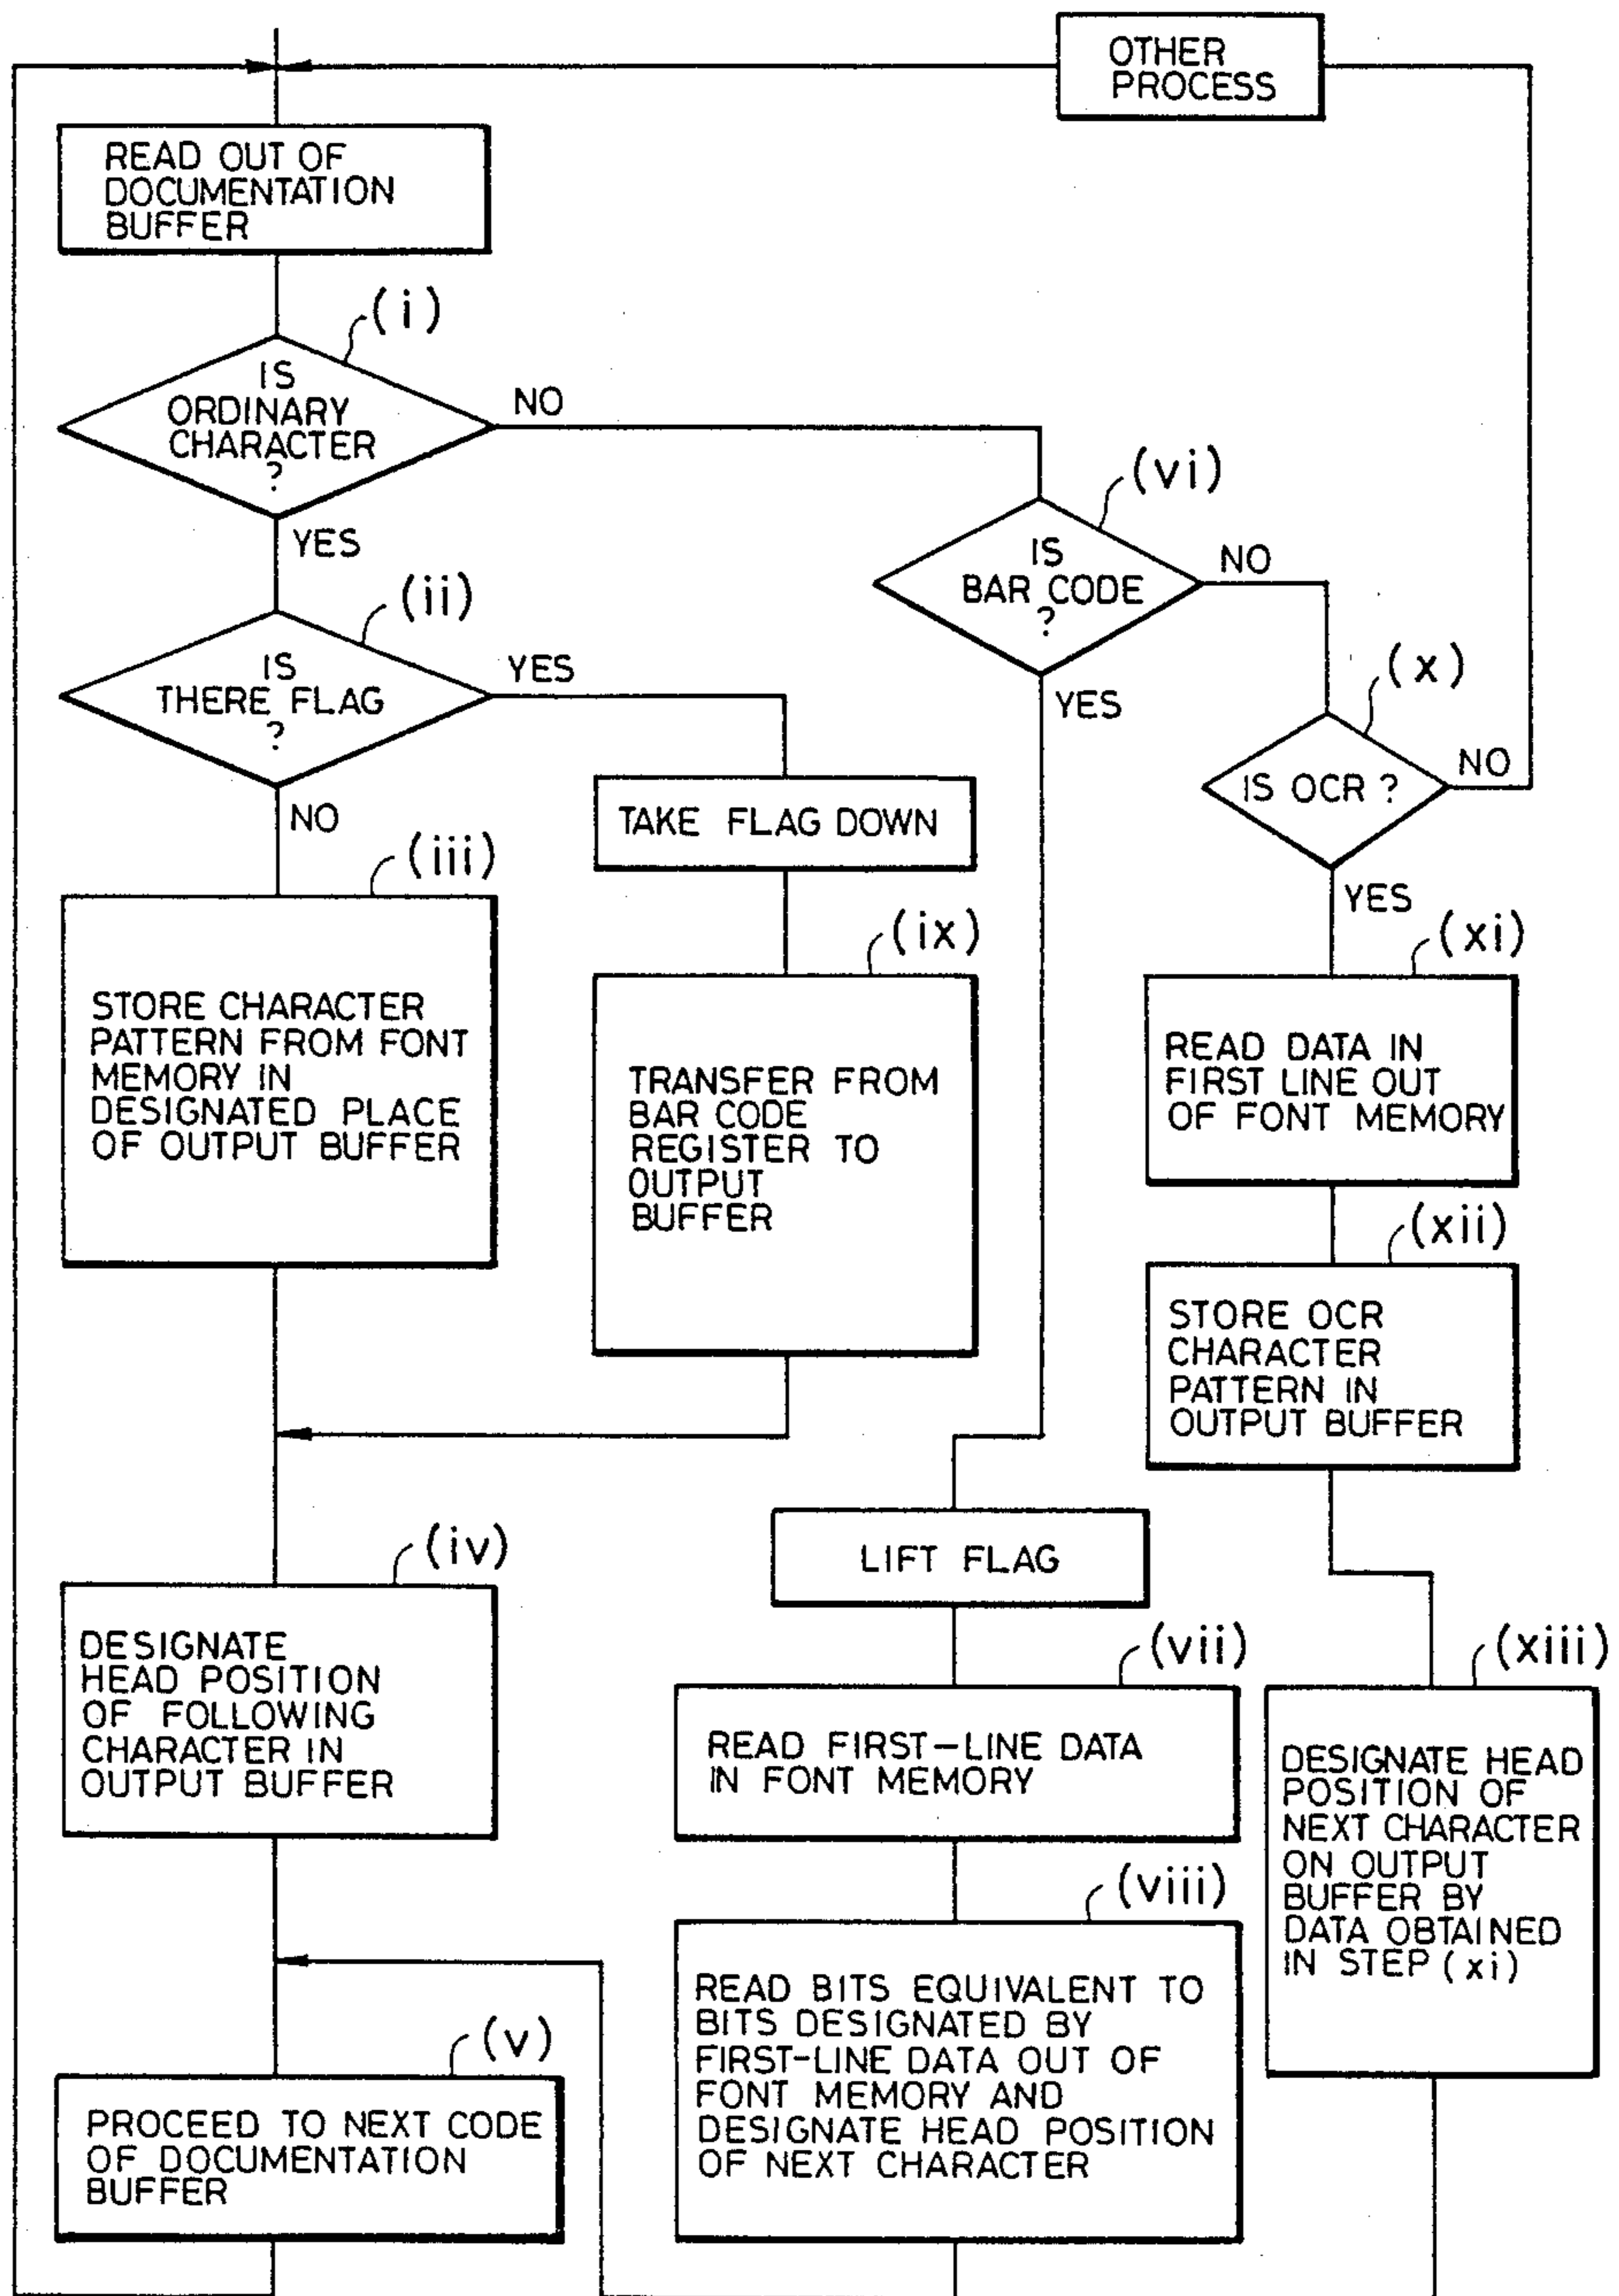 OTHER
PROCESS
READ OUT OF
DOCUMENTATION
BUFFER
(i)
IS
ORDINARY
CHARACTER
?
NO
YES
(vi)
IS
BAR CODE
?
NO
YES
(ii)
IS
THERE FLAG
?
YES
NO
(x)
IS OCR ?
NO
YES
TAKE FLAG DOWN
(iii)
STORE CHARACTER
PATTERN FROM FONT
MEMORY IN
DESIGNATED PLACE
OF OUTPUT BUFFER
(ix)
TRANSFER FROM
BAR CODE
REGISTER TO
OUTPUT
BUFFER
(xi)
READ DATA IN
FIRST LINE OUT
OF FONT MEMORY
(xii)
STORE OCR
CHARACTER
PATTERN IN
OUTPUT BUFFER
(iv)
DESIGNATE
HEAD POSITION
OF FOLLOWING
CHARACTER IN
OUTPUT BUFFER
LIFT FLAG
(vii)
READ FIRST-LINE DATA
IN FONT MEMORY
(xiii)
DESIGNATE HEAD
POSITION OF
NEXT CHARACTER
ON OUTPUT
BUFFER BY
DATA OBTAINED
IN STEP (xi)
(viii)
READ BITS EQUIVALENT TO
BITS DESIGNATED BY
FIRST-LINE DATA OUT OF
FONT MEMORY AND
DESIGNATE HEAD POSITION
OF NEXT CHARACTER
(v)
PROCEED TO NEXT CODE
OF DOCUMENTATION
BUFFER